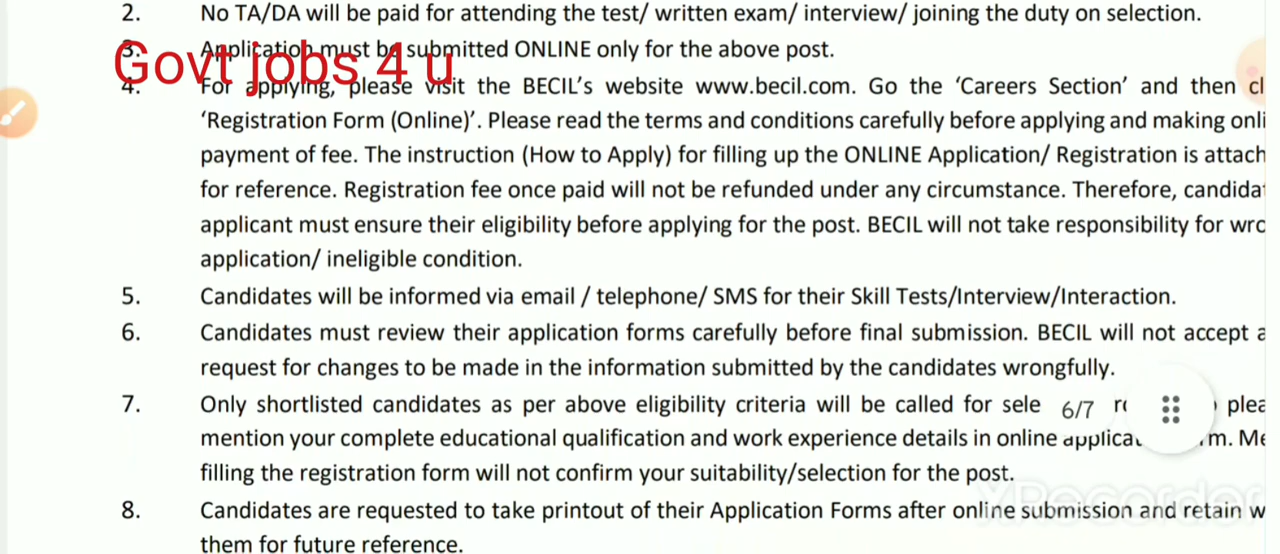 2. No TA/DA will be paid for attending the test/ written exam/ interview/ joining the duty on selection.
3. Application must be submitted ONLINE only for the above post.
Govt jobs 4 u
4. For applying, please visit the BECIL’s website www.becil.com. Go the ‘Careers Section’ and then cl
‘Registration Form (Online)’. Please read the terms and conditions carefully before applying and making onli
payment of fee. The instruction (How to Apply) for filling up the ONLINE Application/ Registration is attach
for reference. Registration fee once paid will not be refunded under any circumstance. Therefore, candidat
applicant must ensure their eligibility before applying for the post. BECIL will not take responsibility for wro
application/ ineligible condition.
5. Candidates will be informed via email / telephone/ SMS for their Skill Tests/Interview/Interaction.
6. Candidates must review their application forms carefully before final submission. BECIL will not accept a
request for changes to be made in the information submitted by the candidates wrongfully.
7. Only shortlisted candidates as per above eligibility criteria will be called for sele 6/7 plea
mention your complete educational qualification and work experience details in online applica m. Me
filling the registration form will not confirm your suitability/selection for the post.
XRecorder
8. Candidates are requested to take printout of their Application Forms after online submission and retain w
them for future reference.